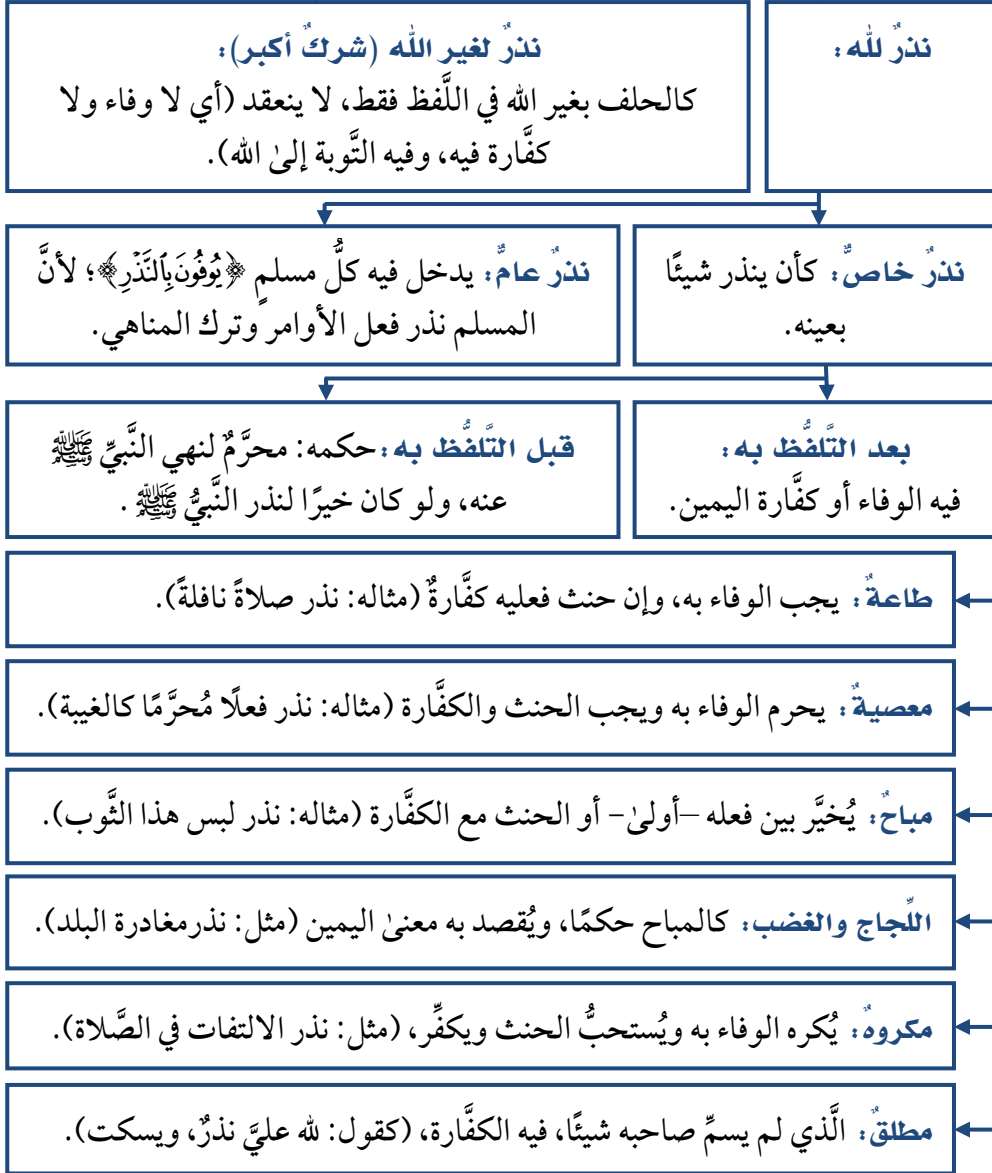 نذرٌ لله:
نذرٌ لغير الله (شركٌ أكبر):
كالحلف بغير الله في اللَّفظ فقط، لا ينعقد (أي لا وفاء ولا
كفَّارة فيه، وفيه التَّوبة إلىٰ الله).
نذرٌ خاصٌّ: كأن ينذر شيئًا
بعينه.
نذرٌ عامٌّ: يدخل فيه كلُّ مسلمٍ ﴿يُوفُونَ بِٱلنَّذۡرِ﴾؛ لأنَّ
المسلم نذر فعل الأوامر وترك المناهي.
بعد التَّلفُّظ به:
فيه الوفاء أو كفَّارة اليمين.
قبل التَّلفُّظ به: حكمه: محرَّمٌ لنهي النَّبيِّ ﷺ
عنه، ولو كان خيرًا لنذر النَّبيُّ ﷺ.
طاعةٌ: يجب الوفاء به، وإن حنث فعليه كفَّارةٌ (مثاله: نذر صلاةً نافلةً).
معصيةٌ: يحرم الوفاء به ويجب الحنث والكفَّارة (مثاله: نذر فعلًا مُحرَّمًا كالغيبة).
مباحٌ: يُخيَّر بين فعله –أولىٰ- أو الحنث مع الكفَّارة (مثاله: نذر لبس هذا الثَّوب).
اللِّجاج والغضب: كالمباح حكمًا، ويُقصد به معنىٰ اليمين (مثل: نذر مغادرة البلد).
مكروهٌ: يُكره الوفاء به ويُستحبُّ الحنث ويكفِّر، (مثل: نذر الالتفات في الصَّلاة).
مطلقٌ: الَّذي لم يسمِّ صاحبه شيئًا، فيه الكفَّارة، (كقول: لله عليَّ نذرٌ، ويسكت).